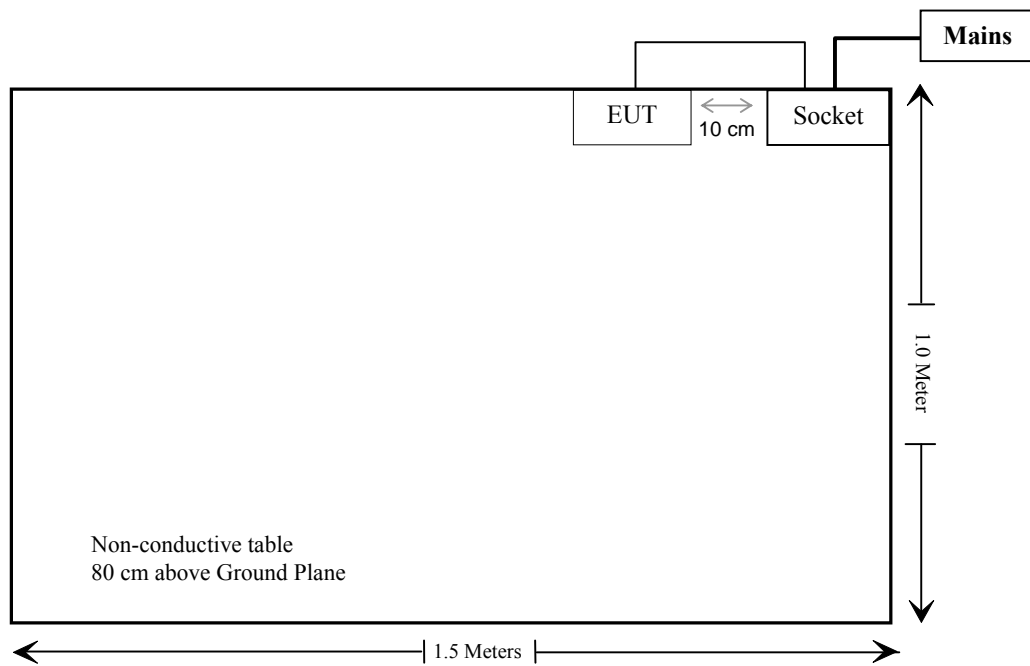 Mains
EUT
10 cm
Socket
1.0 Meter
Non-conductive table
80 cm above Ground Plane
1.5 Meters